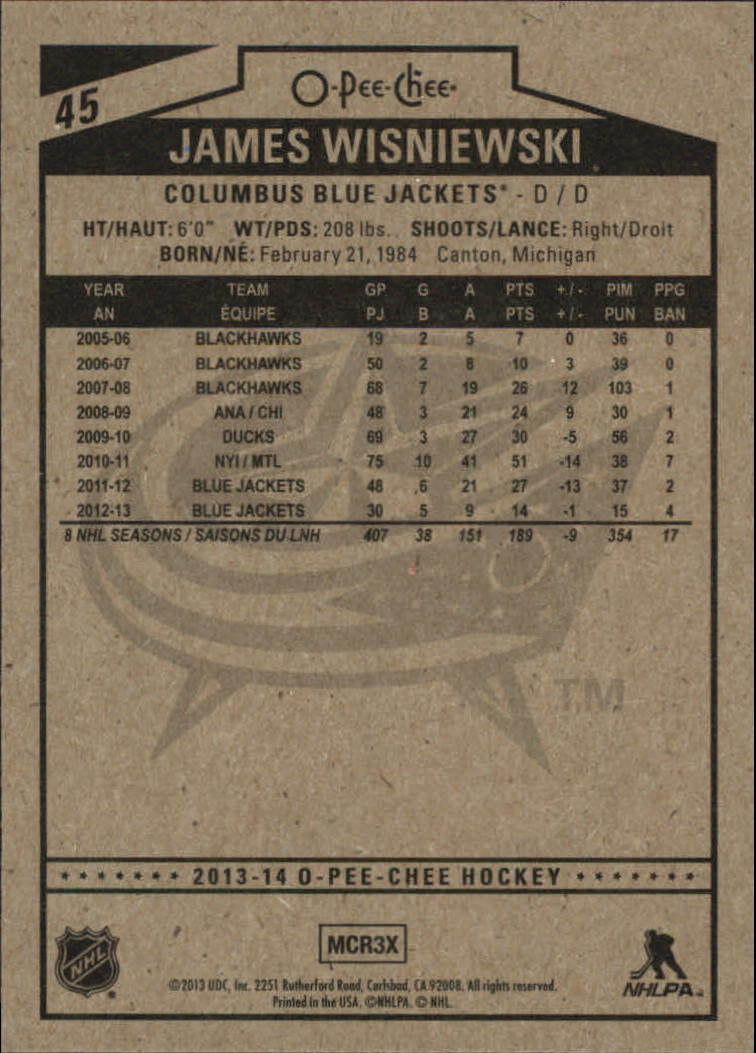 45
O-Pee-Chee
JAMES WISNIEWSKI
COLUMBUS BLUE JACKETS® - D / D
HT/HAUT: 6'0" WT/PDS: 208 lbs. SHOOTS/LANCE: Right/Droit
BORN/NÉ: February 21, 1984 Canton, Michigan
YEAR TEAM GP G A PTS +/- PIM PPG
AN ÉQUIPE PJ B A PTS +/- PUN BAN
2005-06 BLACKHAWKS 19 2 5 7 0 36 0
2006-07 BLACKHAWKS 50 2 8 10 3 39 0
2007-08 BLACKHAWKS 68 7 19 26 12 103 1
2008-09 ANA / CHI 48 3 21 24 9 30 1
2009-10 DUCKS 69 3 27 30 -5 56 2
2010-11 NYI / MTL 75 10 41 51 -14 38 7
2011-12 BLUE JACKETS 48 6 21 27 -13 37 2
2012-13 BLUE JACKETS 30 5 9 14 -1 15 4
8 NHL SEASONS / SAISONS DU LNH 407 38 151 189 -9 354 17
TM
★ ★ ★ ★ ★ ★ ★ 2013-14 O-PEE-CHEE HOCKEY ★ ★ ★ ★ ★ ★ ★
NHL ®
MCR3X
NHLPA™
©2013 UDC, Inc. 2251 Rutherford Road, Carlsbad, CA 92008. All rights reserved.
Printed in the USA. ©NHLPA. © NHL.